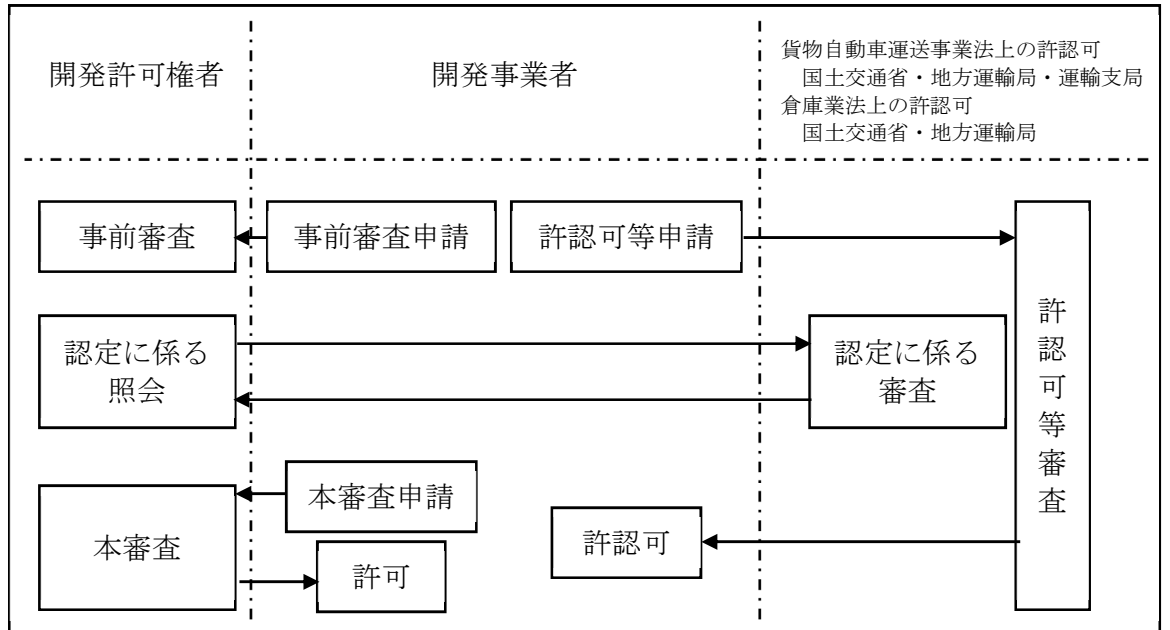 開発許可権者
開発事業者
貨物自動車運送事業法上の許認可
国土交通省・地方運輸局・運輸支局
倉庫業法上の許認可
国土交通省・地方運輸局
事前審査
事前審査申請
許認可等申請
許認可等審査
認定に係る
照会
認定に係る
審査
本審査申請
本審査
許可
許認可